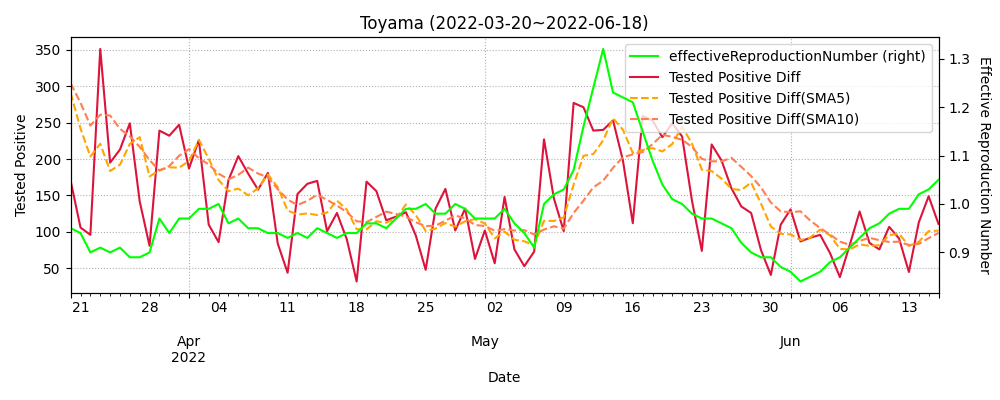 Toyama (2022-03-20~2022-06-18)
effectiveReproductionNumber (right)
Tested Positive Diff
Tested Positive Diff(SMA5)
Tested Positive Diff(SMA10)
Tested Positive
350
300
250
200
150
100
50
1.3
1.2
1.1
1.0
0.9
Effective Reproduction Number
21 28 04 11 18 25 02 09 16 23 30 06 13
Apr May Jun
2022
Date